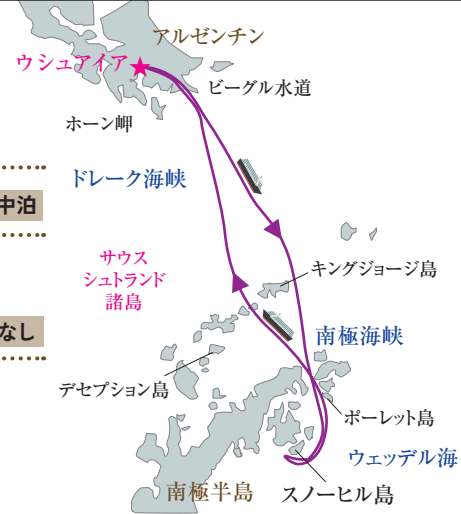 アルゼンチン
ウシュアイア
ビーグル水道
ホーン岬
ドレーク海峡
中泊
サウス
シュトランド
諸島
キングジョージ島
なし
南極海峡
デセプション島
ポーレット島
ウェッデル海
南極半島
スノーヒル島